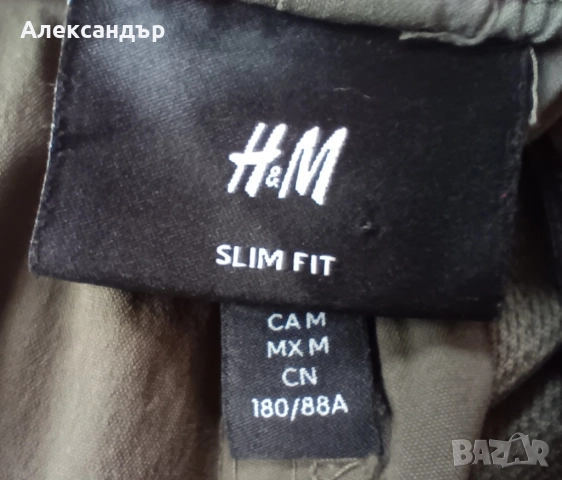 Александър
H&M
SLIM FIT
CA M
MX M
CN
180/88A
BAZAR